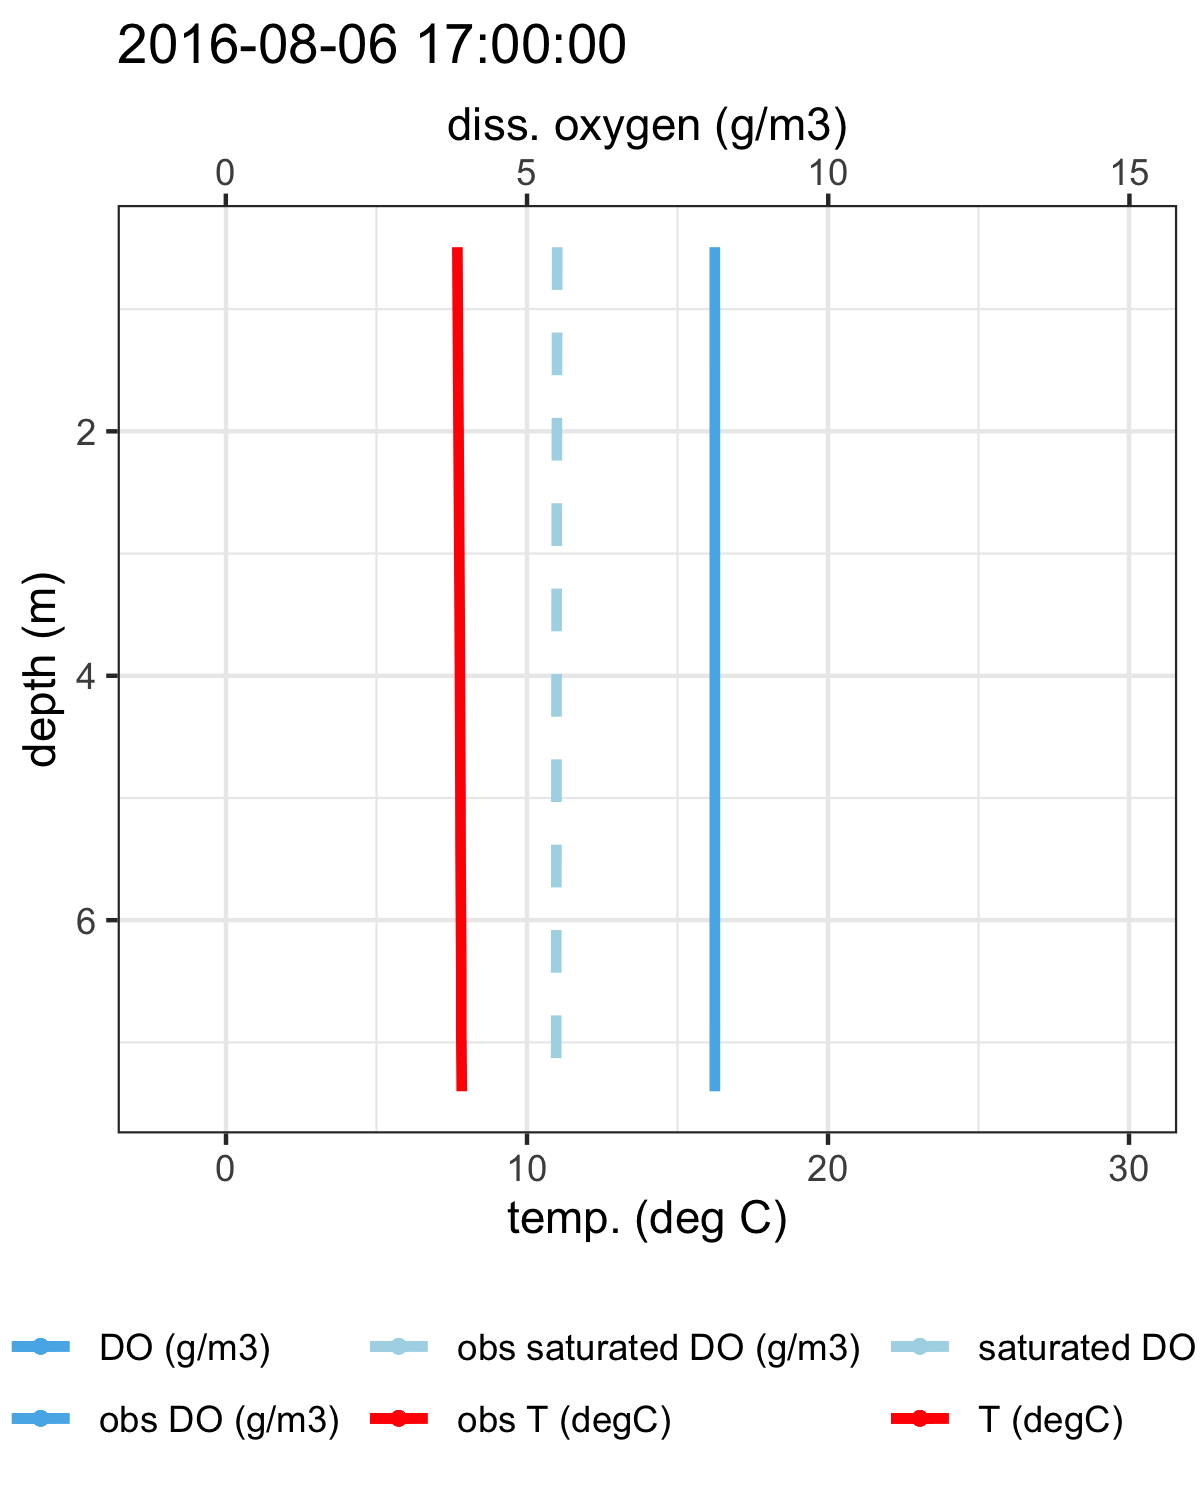 2016-08-06 17:00:00
diss. oxygen (g/m3)
0 5 10 15
depth (m)
2
4
6
0 10 20 30
temp. (deg C)
DO (g/m3) obs saturated DO (g/m3) saturated DO
obs DO (g/m3) obs T (degC) T (degC)